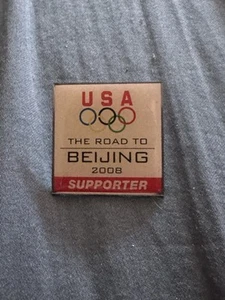 USA
THE ROAD TO
BEIJING
2008
SUPPORTER